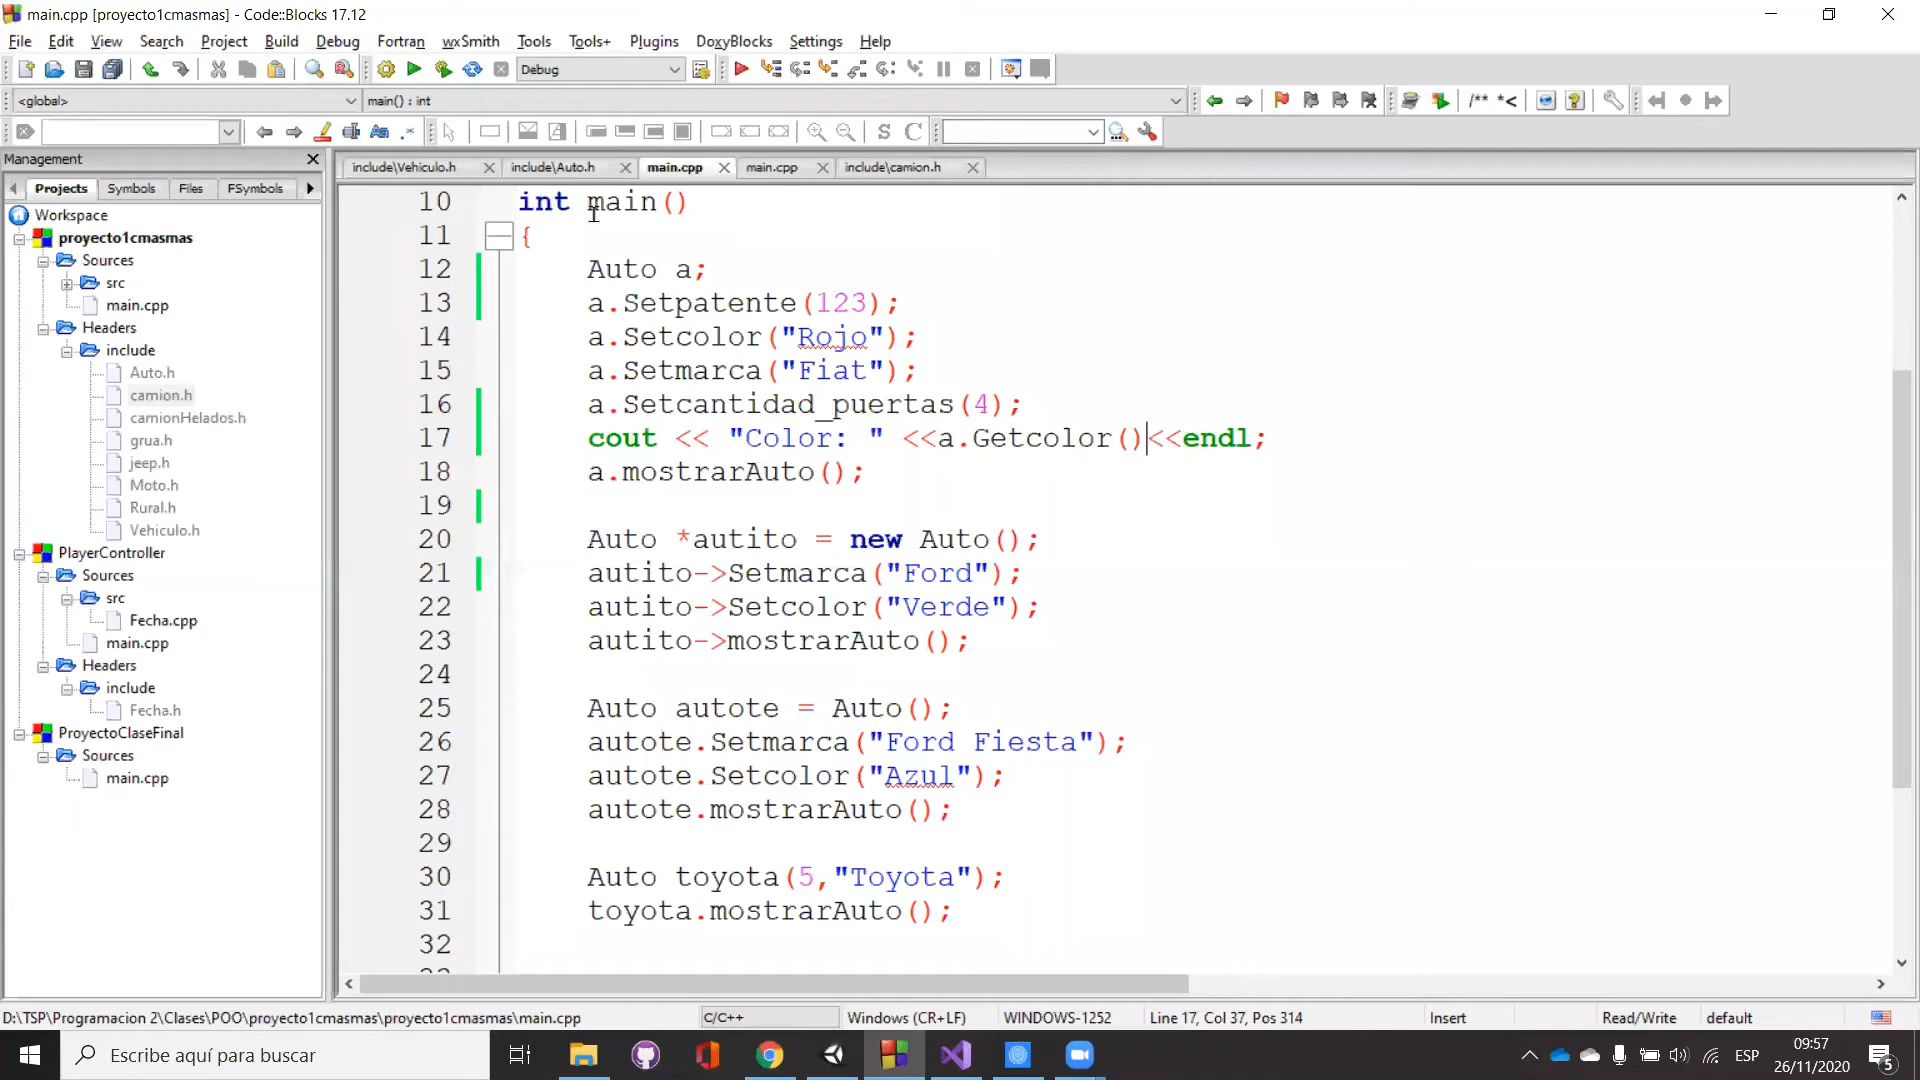 main.cpp [proyecto1cmasmas] - Code::Blocks 17.12
File Edit View Search Project Build Debug Fortran wxSmith Tools Tools+ Plugins DoxyBlocks Settings Help
Debug
<global> main() : int /** *<
S C
Management
include\Vehiculo.h include\Auto.h main.cpp main.cpp include\camion.h
Projects Symbols Files FSymbols
Workspace
proyecto1cmasmas
Sources
src
main.cpp
Headers
include
Auto.h
camion.h
camionHelados.h
grua.h
jeep.h
Moto.h
Rural.h
Vehiculo.h
PlayerController
Sources
src
Fecha.cpp
main.cpp
Headers
include
Fecha.h
ProyectoClaseFinal
Sources
main.cpp
10 int main()
11 {
12 Auto a;
13 a.Setpatente(123);
14 a.Setcolor("Rojo");
15 a.Setmarca("Fiat");
16 a.Setcantidad_puertas(4);
17 cout << "Color: " <<a.Getcolor()<<endl;
18 a.mostrarAuto();
19
20 Auto *autito = new Auto();
21 autito->Setmarca("Ford");
22 autito->Setcolor("Verde");
23 autito->mostrarAuto();
24
25 Auto autote = Auto();
26 autote.Setmarca("Ford Fiesta");
27 autote.Setcolor("Azul");
28 autote.mostrarAuto();
29
30 Auto toyota(5,"Toyota");
31 toyota.mostrarAuto();
32
D:\TSP\Programacion 2\Clases\POO\proyecto1cmasmas\proyecto1cmasmas\main.cpp C/C++ Windows (CR+LF) WINDOWS-1252 Line 17, Col 37, Pos 314 Insert Read/Write default
Escribe aquí para buscar
ESP
09:57
26/11/2020
5